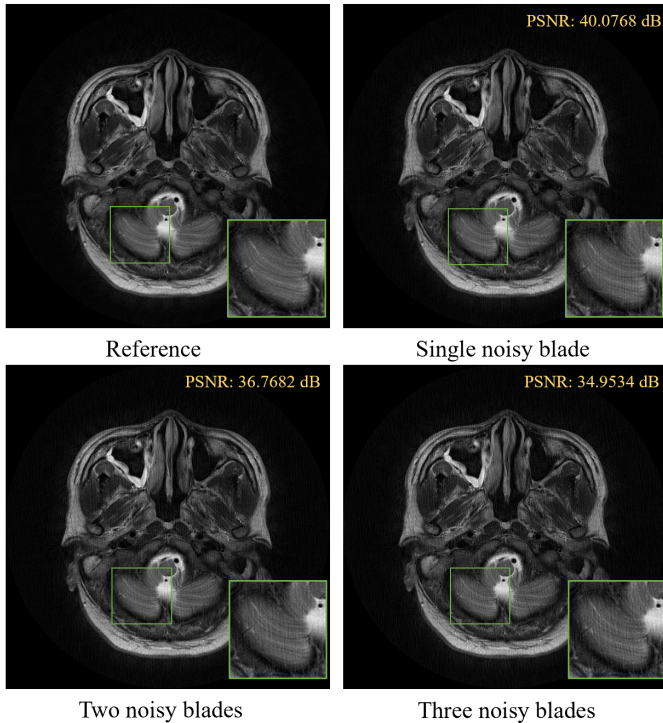 PSNR: 40.0768 dB
Reference
Single noisy blade
PSNR: 36.7682 dB
PSNR: 34.9534 dB
Two noisy blades
Three noisy blades